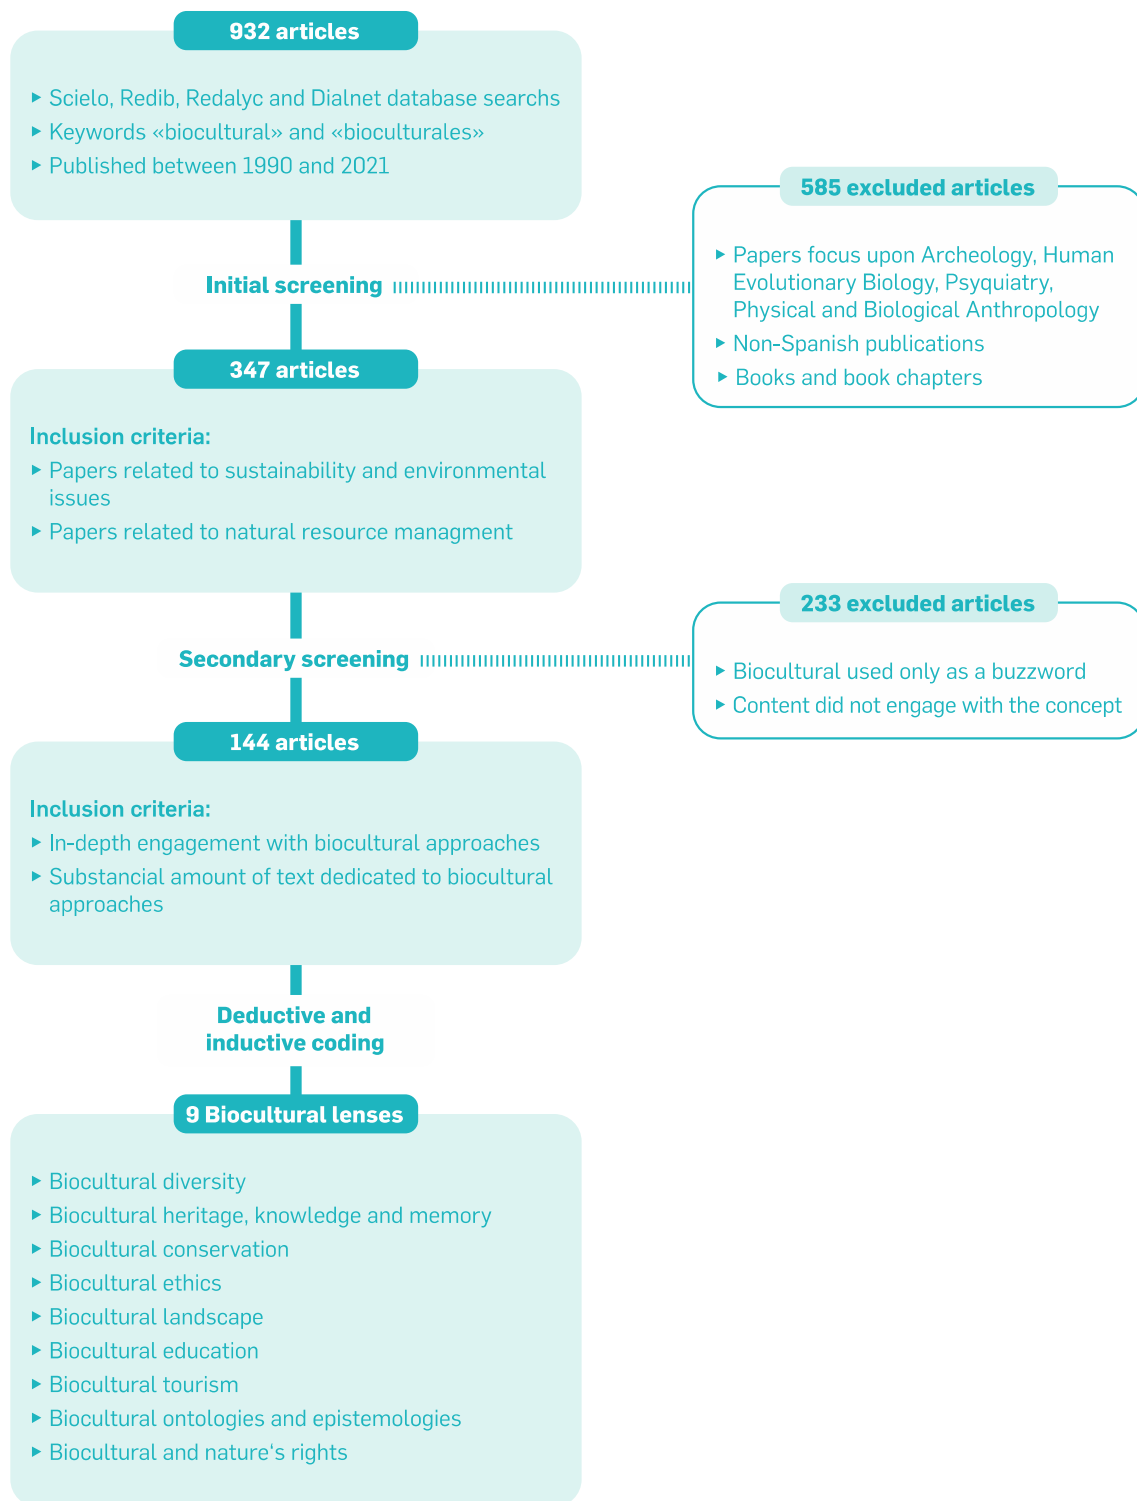 932 articles
▸ Scielo, Redib, Redalyc and Dialnet database searchs
▸ Keywords «biocultural» and «bioculturales»
▸ Published between 1990 and 2021
Initial screening
585 excluded articles
▸ Papers focus upon Archeology, Human
Evolutionary Biology, Psyquiatry,
Physical and Biological Anthropology
▸ Non-Spanish publications
▸ Books and book chapters
347 articles
Inclusion criteria:
▸ Papers related to sustainability and environmental
issues
▸ Papers related to natural resource managment
Secondary screening
233 excluded articles
▸ Biocultural used only as a buzzword
▸ Content did not engage with the concept
144 articles
Inclusion criteria:
▸ In-depth engagement with biocultural approaches
▸ Substancial amount of text dedicated to biocultural
approaches
Deductive and
inductive coding
9 Biocultural lenses
▸ Biocultural diversity
▸ Biocultural heritage, knowledge and memory
▸ Biocultural conservation
▸ Biocultural ethics
▸ Biocultural landscape
▸ Biocultural education
▸ Biocultural tourism
▸ Biocultural ontologies and epistemologies
▸ Biocultural and nature‘s rights